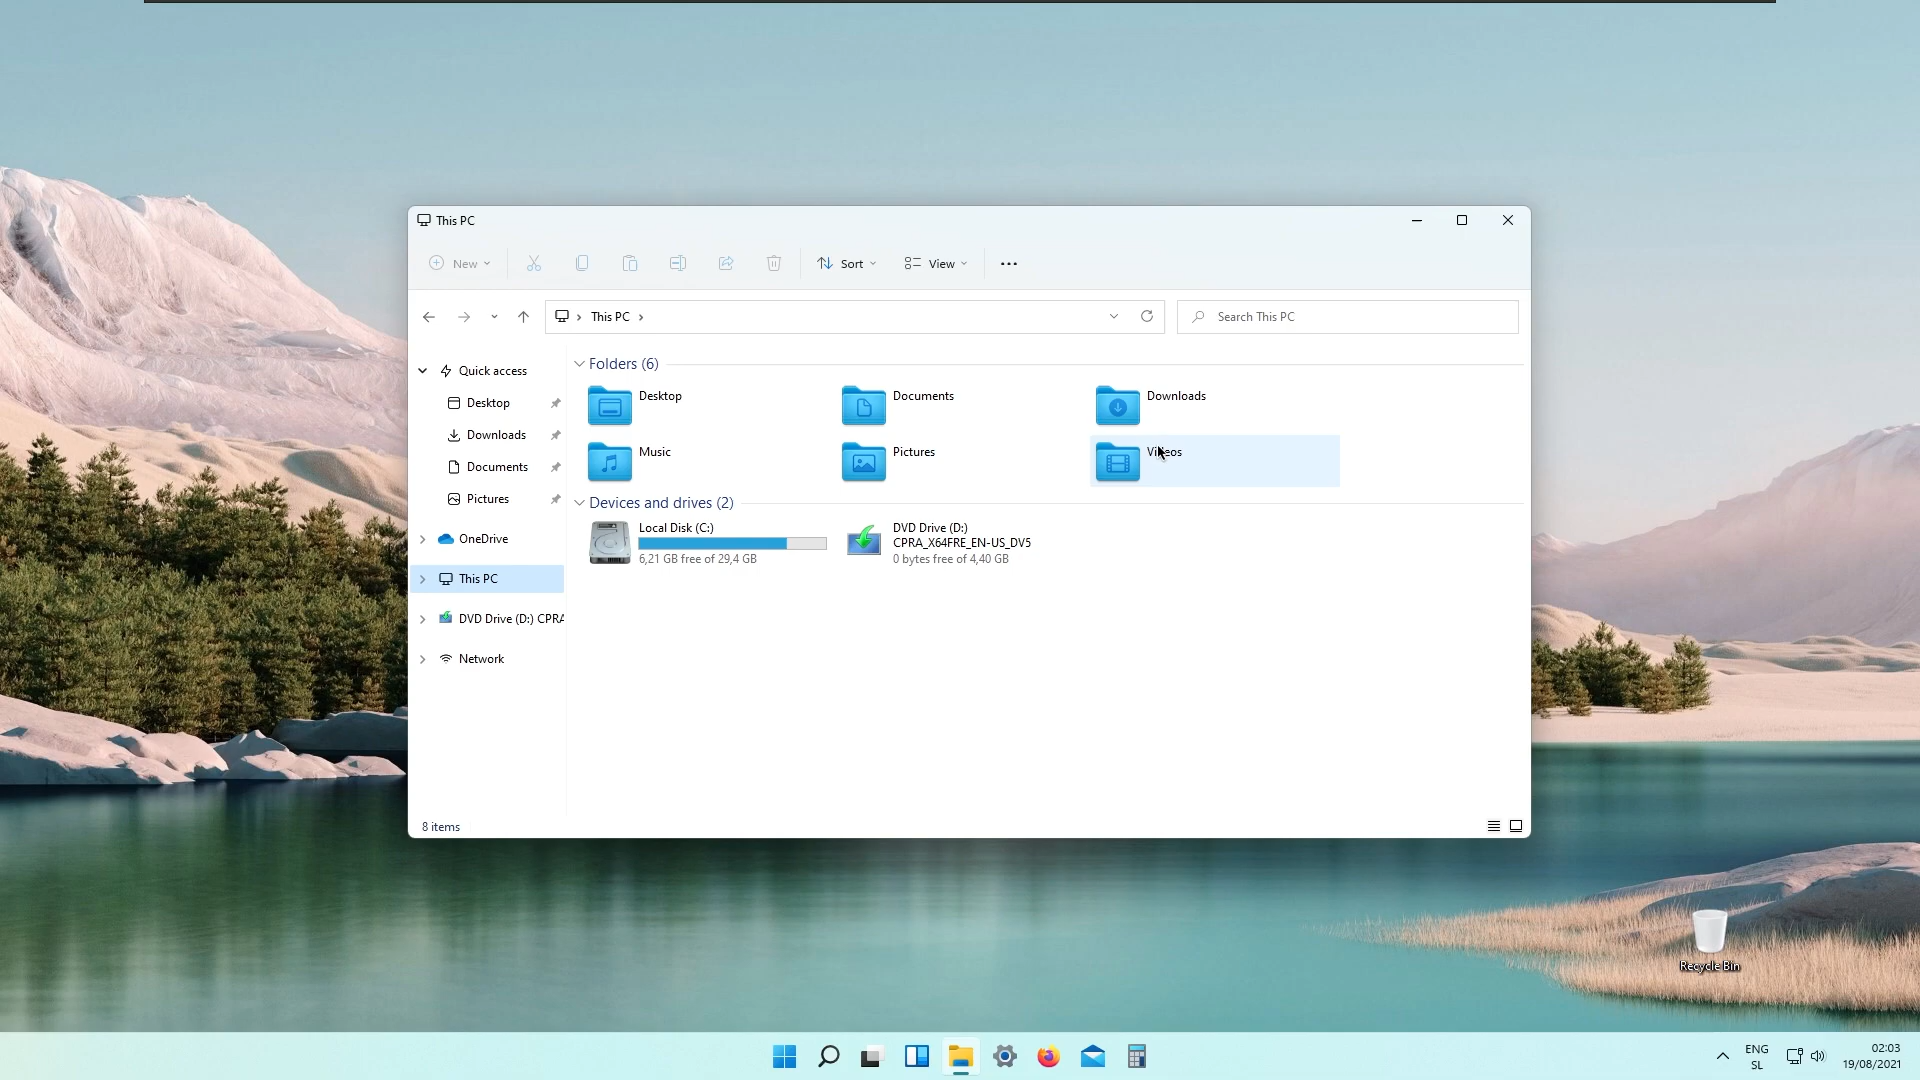 This PC
New
Sort
View
This PC
Search This PC
Quick access
Desktop
Downloads
Documents
Pictures
OneDrive
This PC
DVD Drive (D:) CPRA
Network
Folders (6)
Desktop
Documents
Downloads
Music
Pictures
Videos
Devices and drives (2)
Local Disk (C:)
6,21 GB free of 29,4 GB
DVD Drive (D:)
CPRA_X64FRE_EN-US_DV5
0 bytes free of 4,40 GB
8 items
Recycle Bin
ENG
SL
02:03
19/08/2021